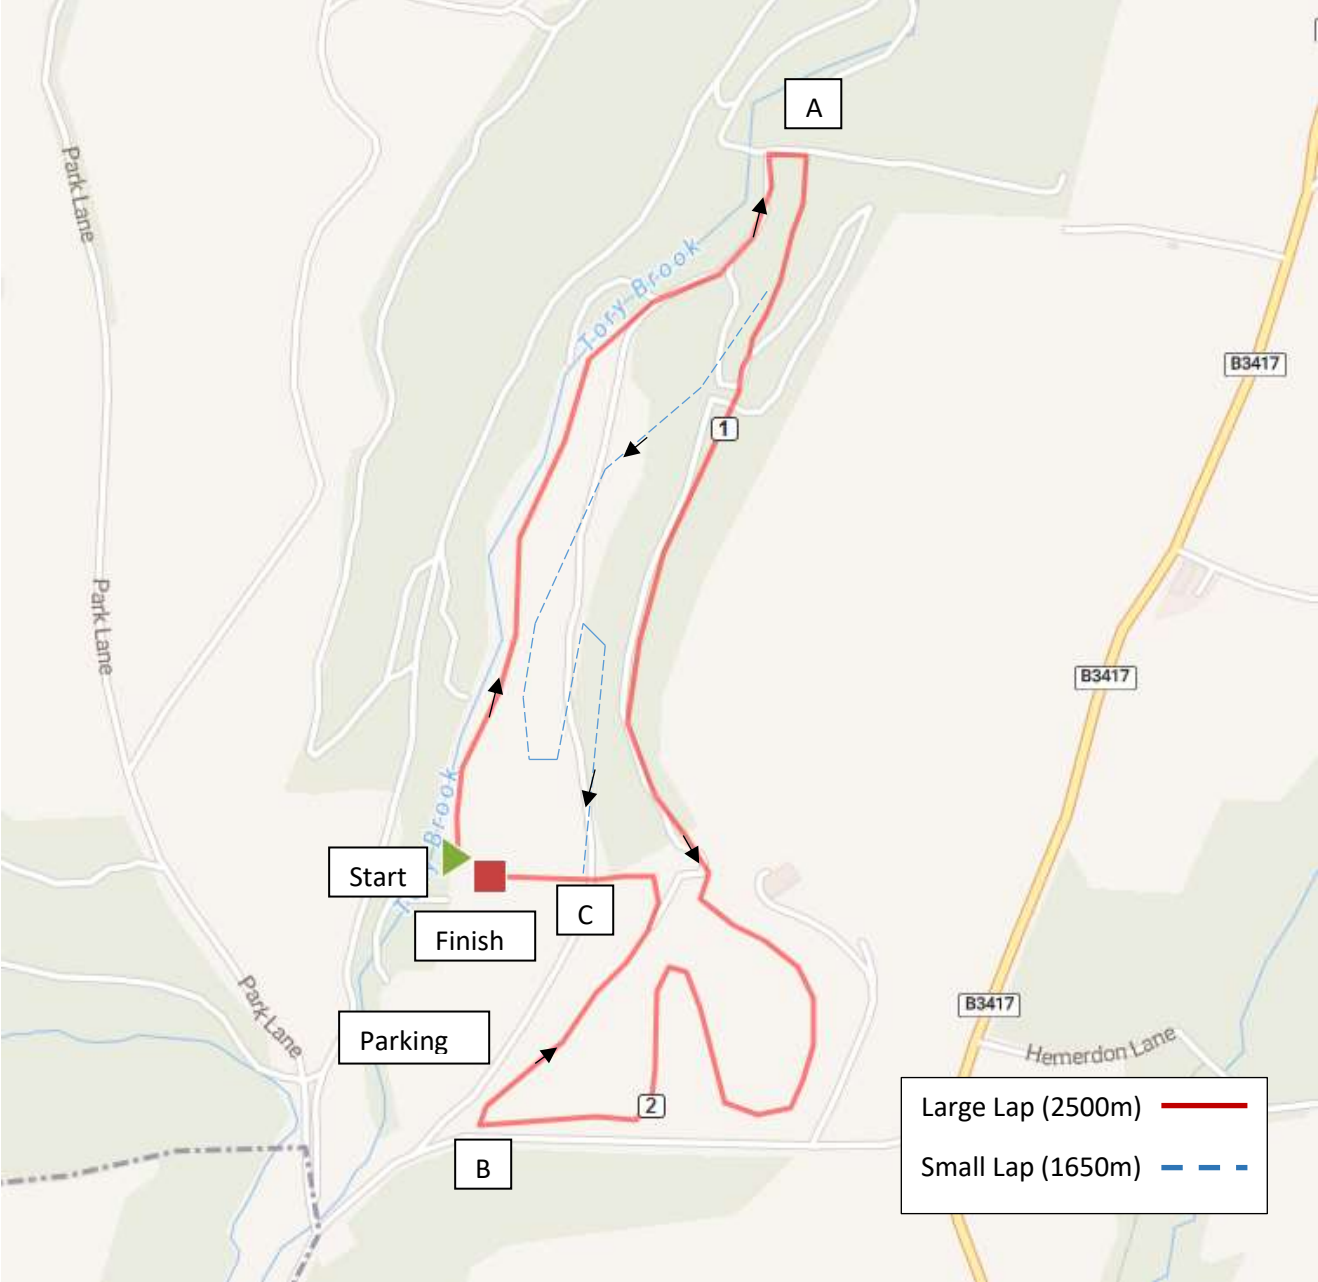 A
Park Lane
Tory Brook
B3417
1
Park Lane
B3417
Brook
Start
C
Finish
Park Lane
B3417
Parking
Hemerdon Lane
2
Large Lap (2500m)
B
Small Lap (1650m)